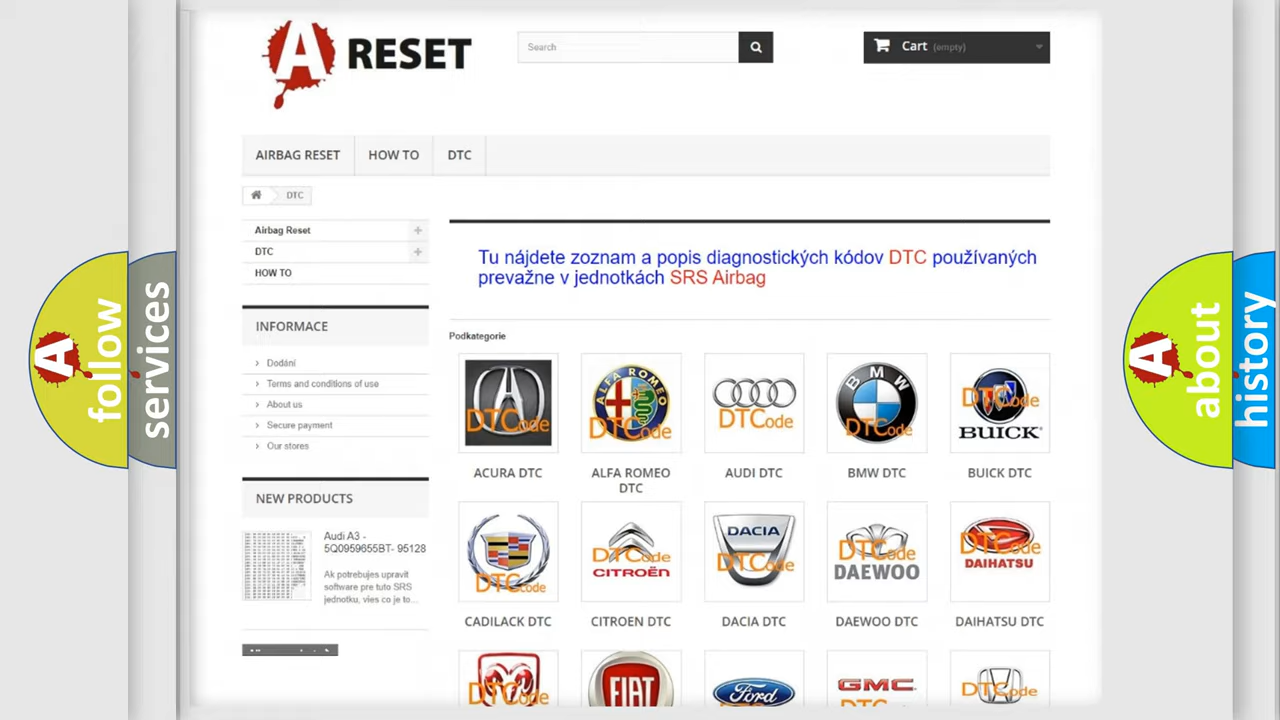 A RESET
Search
Cart (empty)
AIRBAG RESET
HOW TO
DTC
DTC
Airbag Reset
DTC
HOW TO
INFORMACE
Dodání
Terms and conditions of use
About us
Secure payment
Our stores
NEW PRODUCTS
Audi A3 -
5Q0959655BT- 95128
Ak potrebujes upravit
software pre tuto SRS
jednotku, vies co je to...
Tu nájdete zoznam a popis diagnostických kódov DTC používaných
prevažne v jednotkách SRS Airbag
Podkategorie
DTCode
ACURA DTC
ALFA ROMEO
DTCode
ALFA ROMEO
DTC
DTCode
AUDI DTC
BMW
DTCode
BMW DTC
DTCode
BUICK
BUICK DTC
DTCode
CADILACK DTC
DTCode
CITROËN
CITROEN DTC
DACIA
DTCode
DACIA DTC
DTCode
DAEWOO
DAEWOO DTC
DTCode
DAIHATSU
DAIHATSU DTC
DTCode
FIAT
Ford
DTCode
GMC
DTCode
A follow
services
A about
history